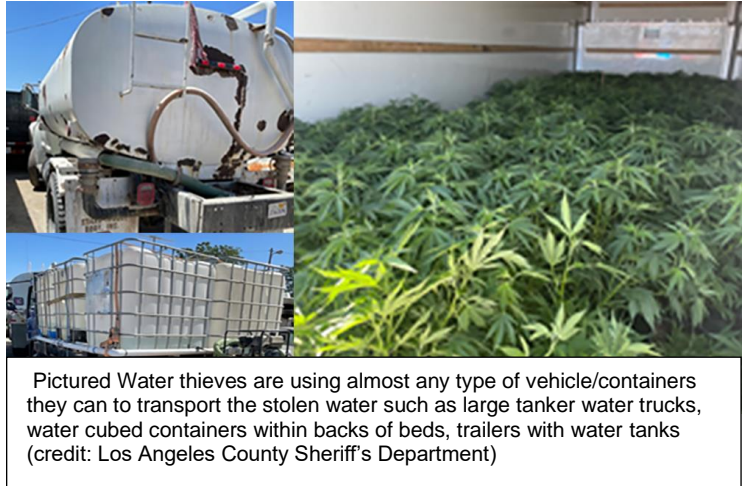 Pictured Water thieves are using almost any type of vehicle/containers
they can to transport the stolen water such as large tanker water trucks,
water cubed containers within backs of beds, trailers with water tanks
(credit: Los Angeles County Sheriff's Department)